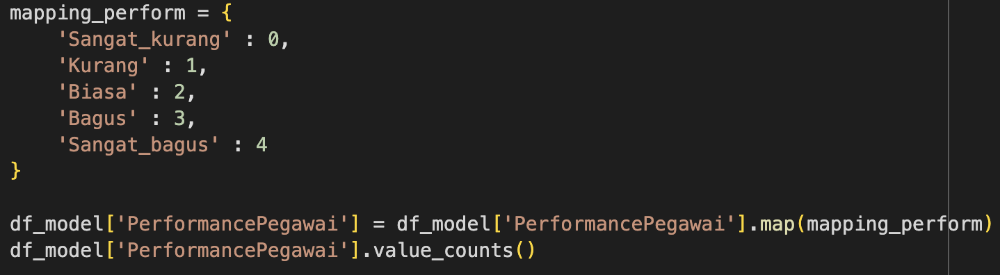 mapping_perform = {
    'Sangat_kurang' : 0,
    'Kurang' : 1,
    'Biasa' : 2,
    'Bagus' : 3,
    'Sangat_bagus' : 4
}

df_model['PerformancePegawai'] = df_model['PerformancePegawai'].map(mapping_perform)
df_model['PerformancePegawai'].value_counts()